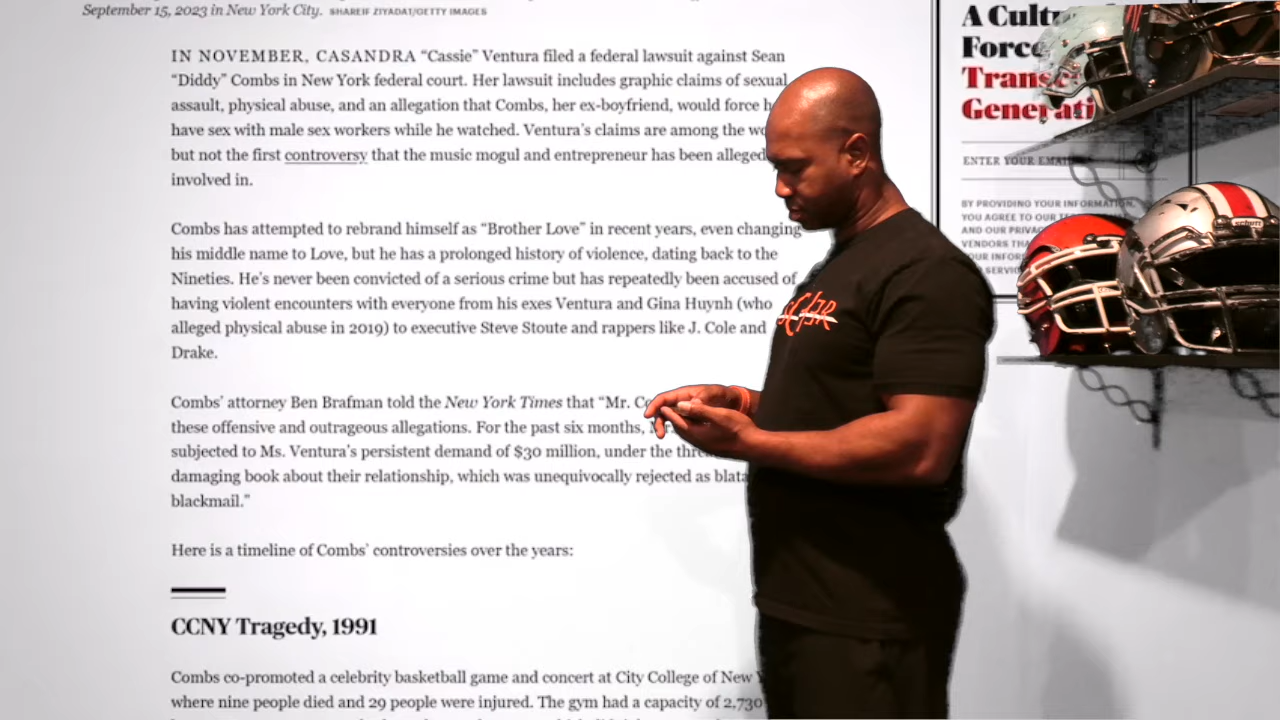 September 15, 2023 in New York City. SHAREIF ZIYADAT/GETTY IMAGES
IN NOVEMBER, CASANDRA “Cassie” Ventura filed a federal lawsuit against Sean
“Diddy” Combs in New York federal court. Her lawsuit includes graphic claims of sexual
assault, physical abuse, and an allegation that Combs, her ex-boyfriend, would force
have sex with male sex workers while he watched. Ventura’s claims are among the
but not the first controversy that the music mogul and entrepreneur has been alleged
involved in.
Combs has attempted to rebrand himself as “Brother Love” in recent years, even changing
his middle name to Love, but he has a prolonged history of violence, dating back to the
Nineties. He’s never been convicted of a serious crime but has repeatedly been accused of
having violent encounters with everyone from his exes Ventura and Gina Huynh (who
alleged physical abuse in 2019) to executive Steve Stoute and rappers like J. Cole and
Drake.
Combs’ attorney Ben Brafman told the New York Times that “Mr.
these offensive and outrageous allegations. For the past six months,
subjected to Ms. Ventura’s persistent demand of $30 million, under the
damaging book about their relationship, which was unequivocally rejected as
blackmail.”
Here is a timeline of Combs’ controversies over the years:
CCNY Tragedy, 1991
Combs co-promoted a celebrity basketball game and concert at City College of New
where nine people died and 29 people were injured. The gym had a capacity of 2,730
A
Force
ENTER YOUR EMAIL
BY PROVIDING YOUR INFORMATION,
YOU AGREE TO OUR
AND OUR
VENDORS
schutt